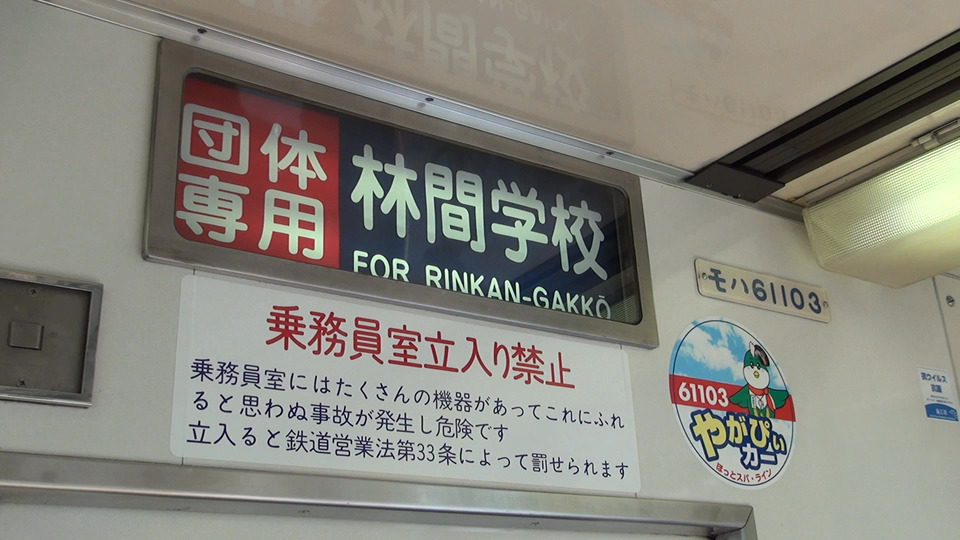 団体
専用
林間学校
FOR RINKAN-GAKKŌ
乗務員室立入り禁止
乗務員室にはたくさんの機器があってこれにふれ
ると思わぬ事故が発生し危険です
立入ると鉄道営業法第33条によって罰せられます
モハ61103
61103
やがぴぃ
カー
ほっとスパ・ライン
抗ウイルス